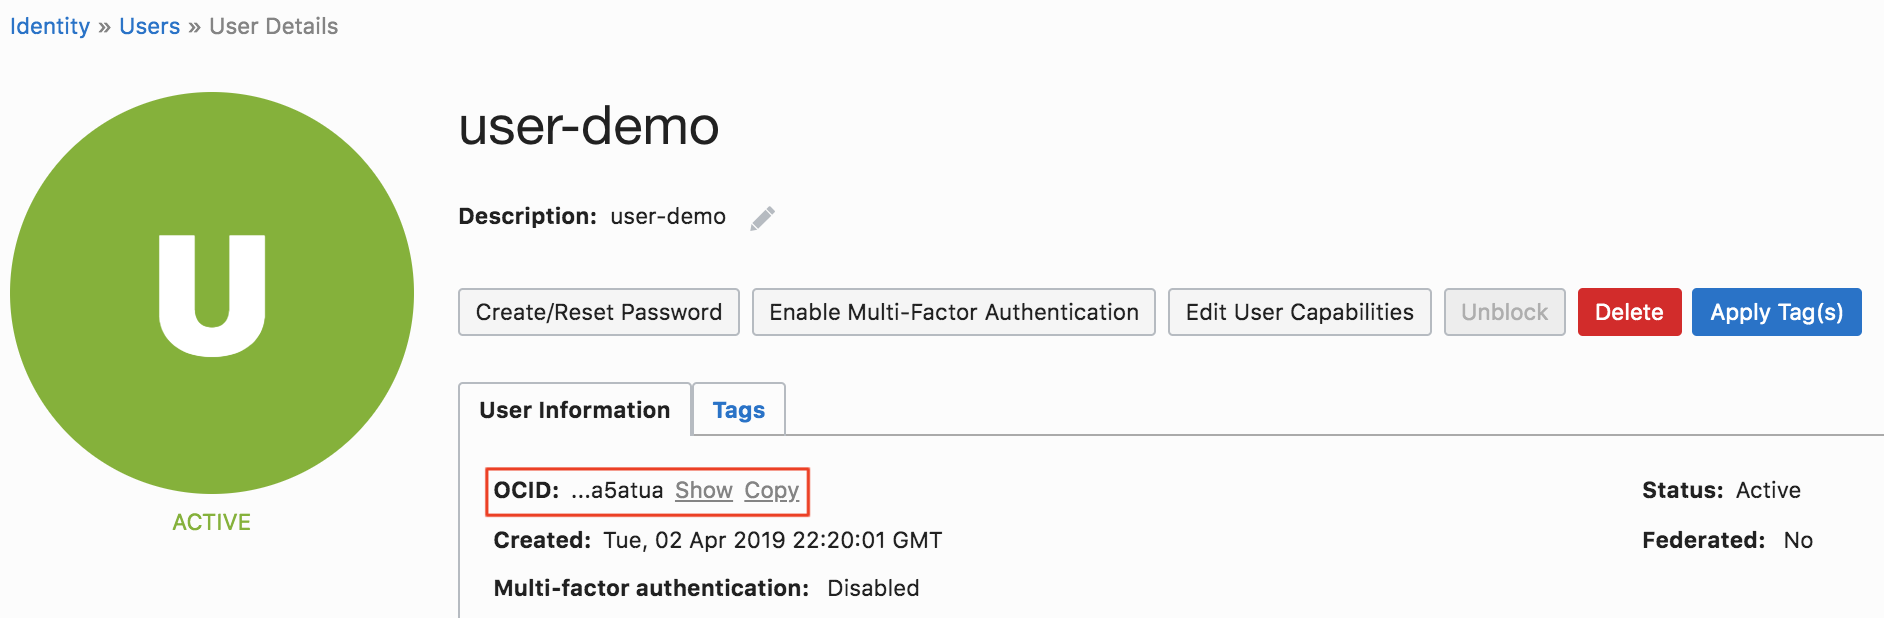 Identity » Users » User Details
user-demo
U
Description: user-demo
Create/Reset Password Enable Multi-Factor Authentication Edit User Capabilities Unblock Delete Apply Tag(s)
User Information Tags
OCID: ...a5atua Show Copy Status: Active
ACTIVE
Created: Tue, 02 Apr 2019 22:20:01 GMT Federated: No
Multi-factor authentication: Disabled